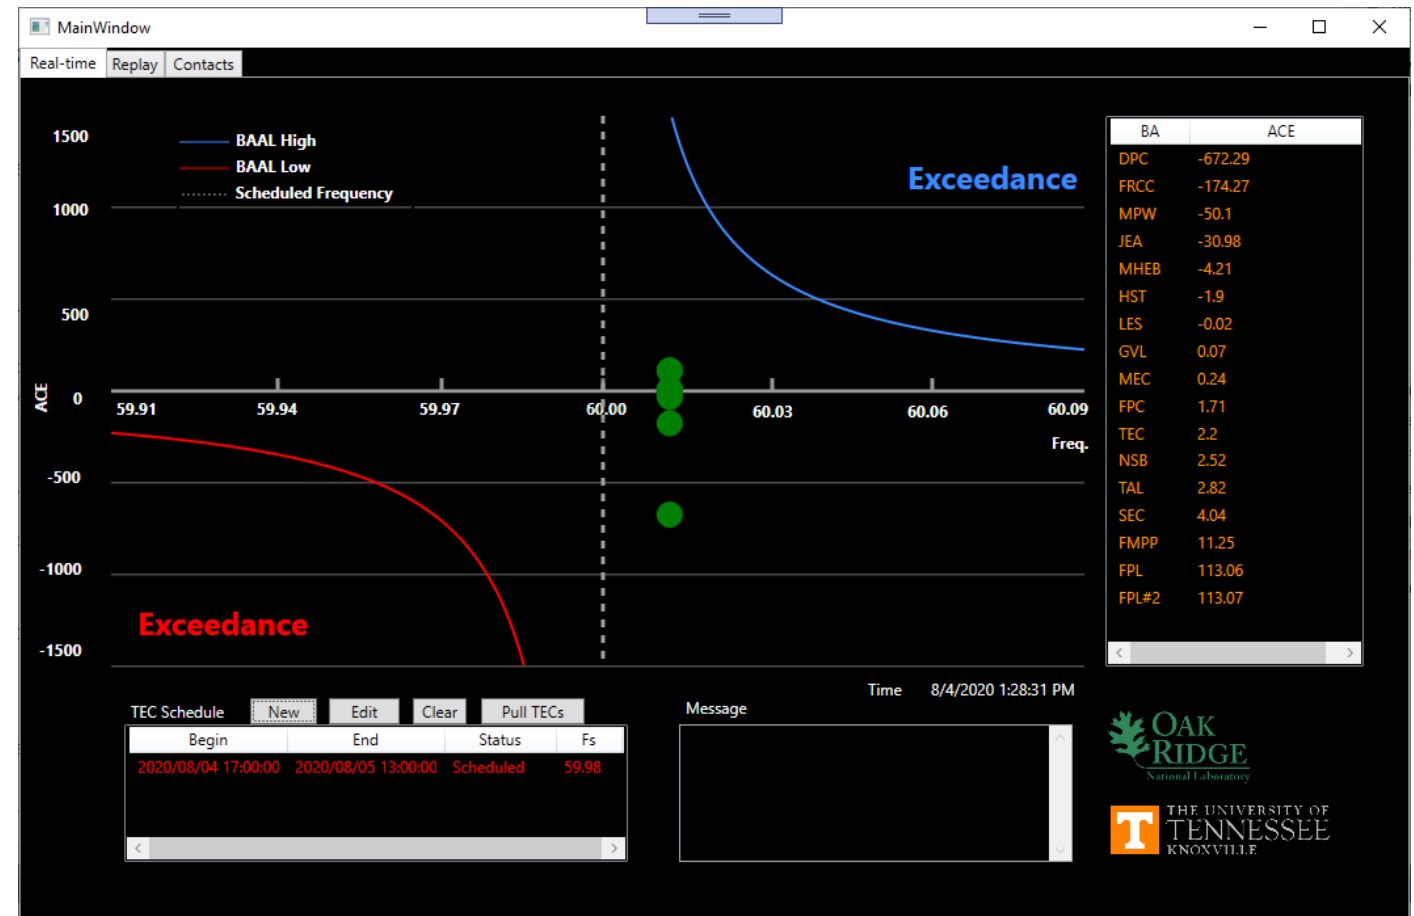 MainWindow
Real-time Replay Contacts
1500
1000
500
0
-500
-1000
-1500
ACE
BAAL High
BAAL Low
Scheduled Frequency
Exceedance
59.91 59.94 59.97 60.00 60.03 60.06 60.09
Freq.
Exceedance
BA ACE
DPC -672.29
FRCC -174.27
MPW -50.1
JEA -30.98
MHEB -4.21
HST -1.9
LES -0.02
GVL 0.07
MEC 0.24
FPC 1.71
TEC 2.2
NSB 2.52
TAL 2.82
SEC 4.04
FMPP 11.25
FPL 113.06
FPL#2 113.07
Time 8/4/2020 1:28:31 PM
TEC Schedule New Edit Clear Pull TECs
Begin End Status Fs
2020/08/04 17:00:00 2020/08/05 13:00:00 Scheduled 59.98
Message
OAK
RIDGE
National Laboratory
T
THE UNIVERSITY OF
TENNESSEE
KNOXVILLE